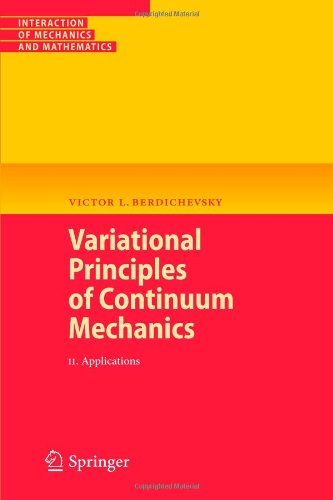 INTERACTION
OF MECHANICS
AND MATHEMATICS
VICTOR L. BERDICHEVSKY
Variational
Principles
of Continuum
Mechanics
II. Applications
Springer